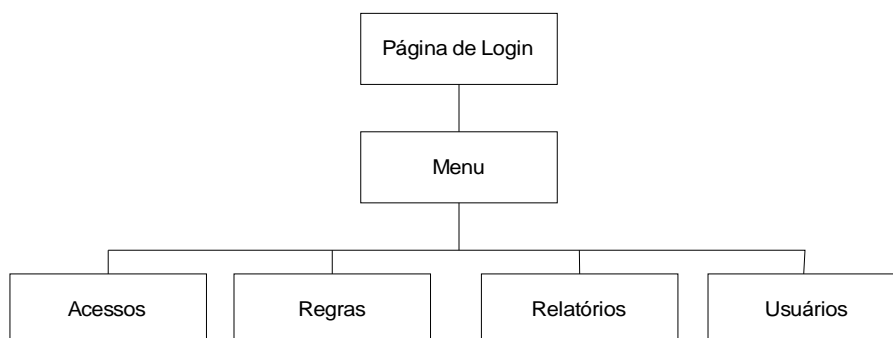 Página de Login
Menu
Acessos
Regras
Relatórios
Usuários